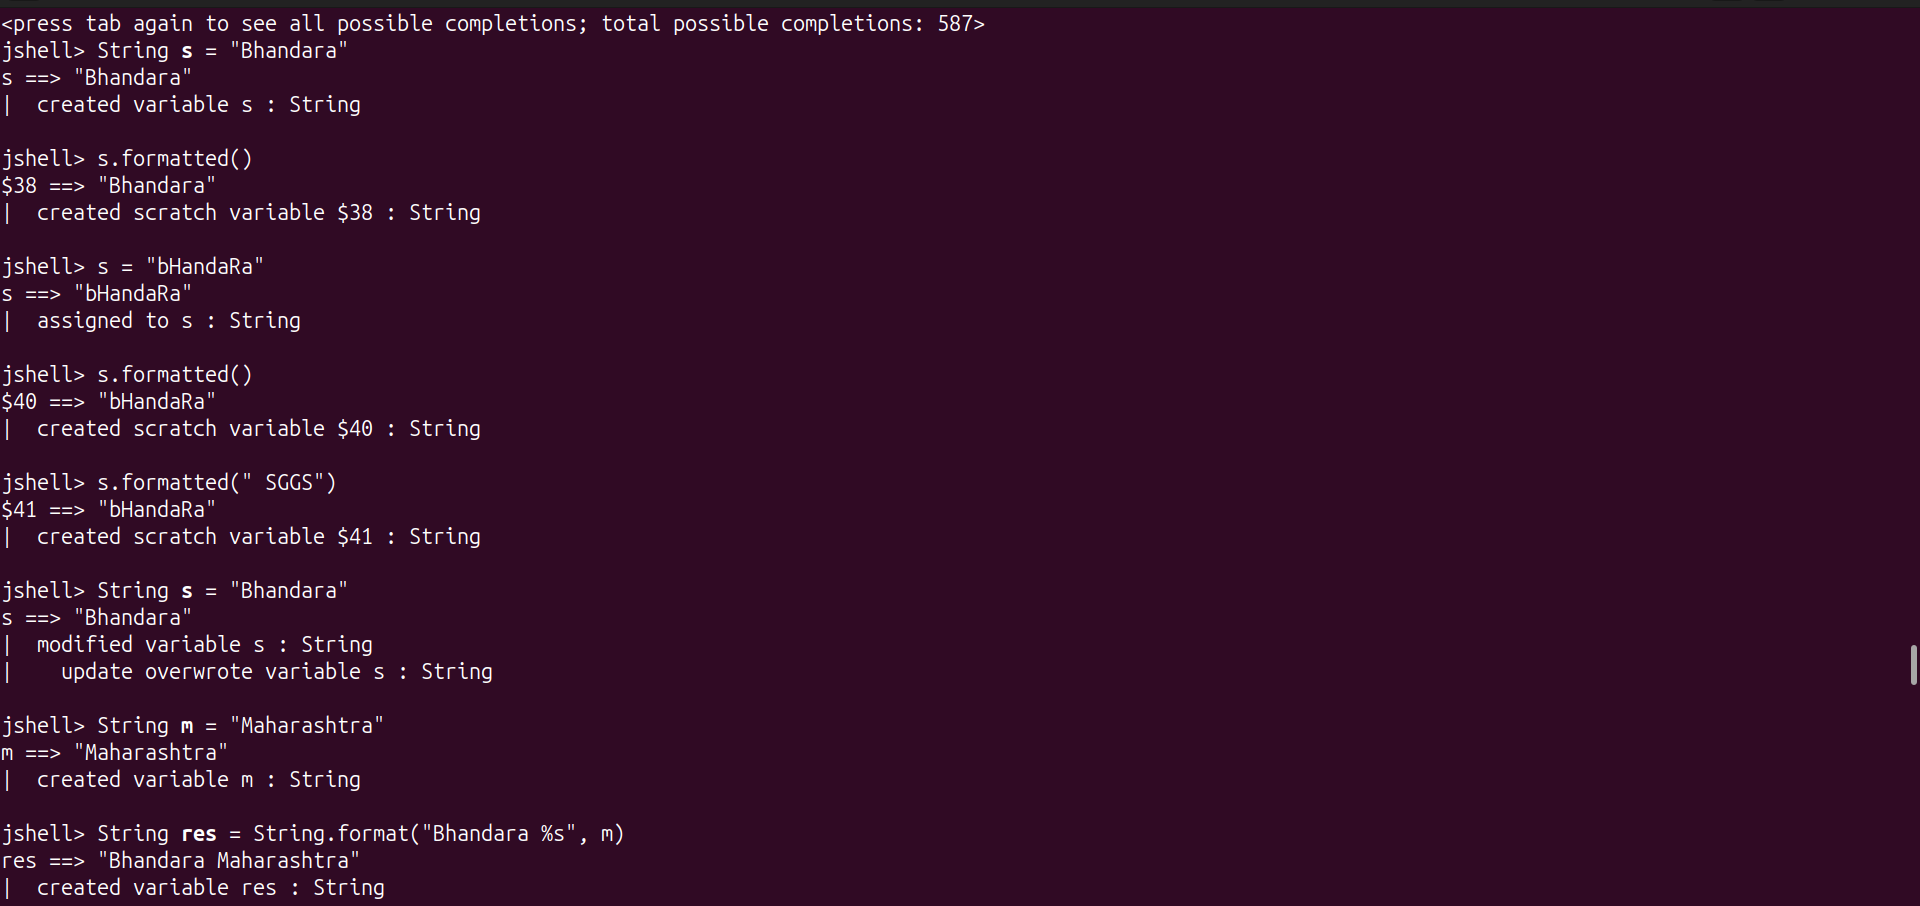 <press tab again to see all possible completions; total possible completions: 587>
jshell> String s = "Bhandara"
s ==> "Bhandara"
|  created variable s : String
jshell> s.formatted()
$38 ==> "Bhandara"
|  created scratch variable $38 : String
jshell> s = "bHandaRa"
s ==> "bHandaRa"
|  assigned to s : String
jshell> s.formatted()
$40 ==> "bHandaRa"
|  created scratch variable $40 : String
jshell> s.formatted(" SGGS")
$41 ==> "bHandaRa"
|  created scratch variable $41 : String
jshell> String s = "Bhandara"
s ==> "Bhandara"
|  modified variable s : String
|    update overwrote variable s : String
jshell> String m = "Maharashtra"
m ==> "Maharashtra"
|  created variable m : String
jshell> String res = String.format("Bhandara %s", m)
res ==> "Bhandara Maharashtra"
|  created variable res : String